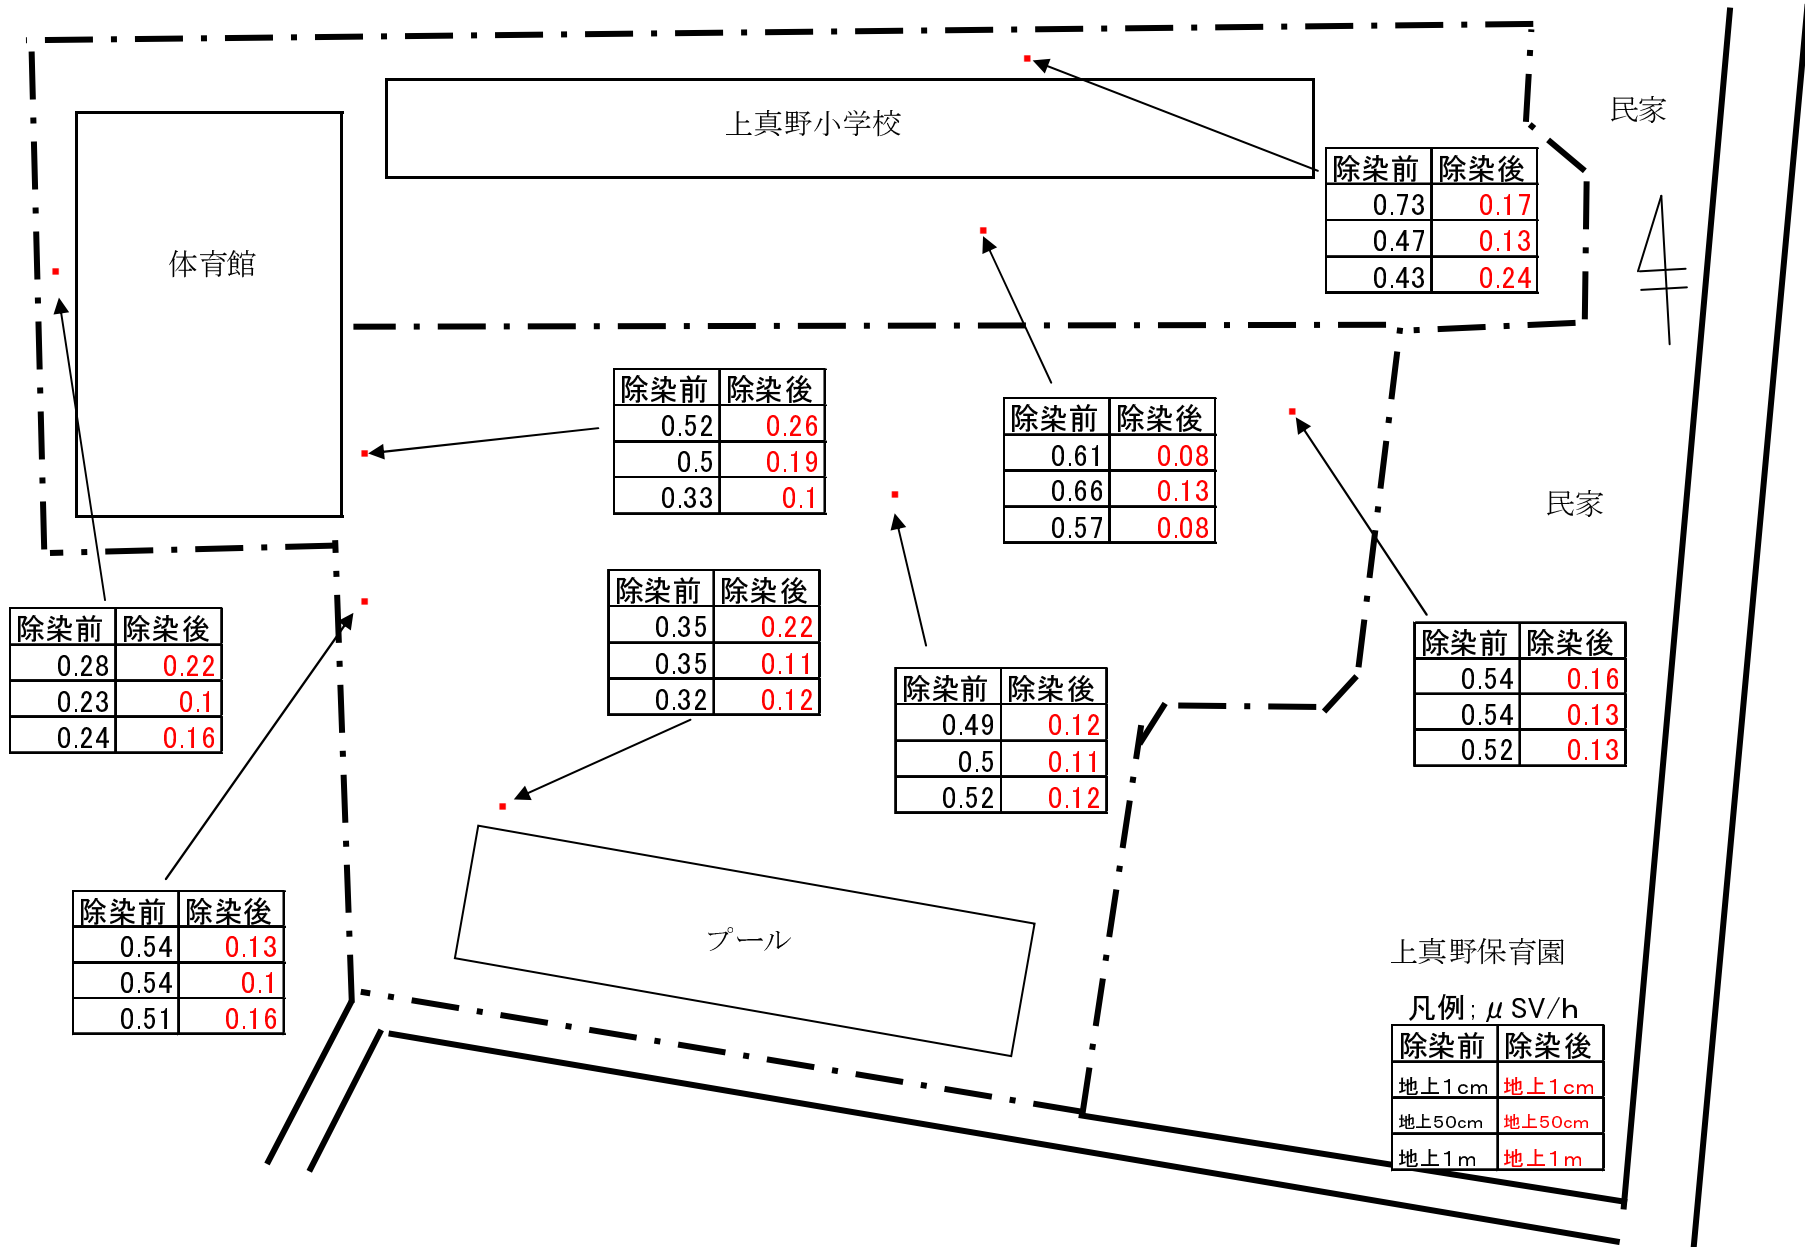 上真野小学校
民家
体育館
除染前 除染後
0.73 0.17
0.47 0.13
0.43 0.24
除染前 除染後
0.52 0.26
0.5 0.19
0.33 0.1
除染前 除染後
0.61 0.08
0.66 0.13
0.57 0.08
民家
除染前 除染後
0.28 0.22
0.23 0.1
0.24 0.16
除染前 除染後
0.35 0.22
0.35 0.11
0.32 0.12
除染前 除染後
0.49 0.12
0.5 0.11
0.52 0.12
除染前 除染後
0.54 0.16
0.54 0.13
0.52 0.13
除染前 除染後
0.54 0.13
0.54 0.1
0.51 0.16
プール
上真野保育園
凡例；μSV/h
除染前 除染後
地上1cm 地上1cm
地上50cm 地上50cm
地上1m 地上1m